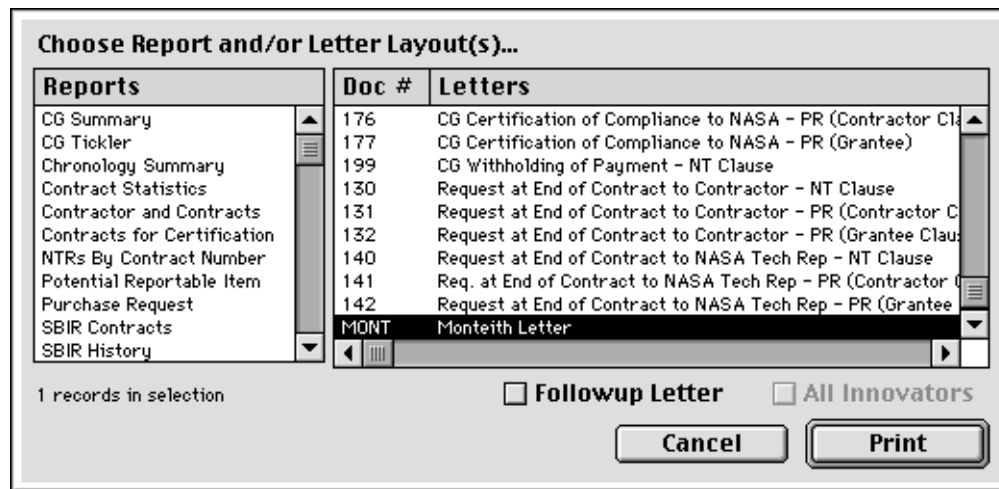 Choose Report and/or Letter Layout(s)...
Reports
CG Summary
CG Tickler
Chronology Summary
Contract Statistics
Contractor and Contracts
Contracts for Certification
NTRs By Contract Number
Potential Reportable Item
Purchase Request
SBIR Contracts
SBIR History
Doc # Letters
176 CG Certification of Compliance to NASA - PR (Contractor Cla
177 CG Certification of Compliance to NASA - PR (Grantee)
199 CG Withholding of Payment - NT Clause
130 Request at End of Contract to Contractor - NT Clause
131 Request at End of Contract to Contractor - PR (Contractor C
132 Request at End of Contract to Contractor - PR (Grantee Clau
140 Request at End of Contract to NASA Tech Rep - NT Clause
141 Req. at End of Contract to NASA Tech Rep - PR (Contractor
142 Request at End of Contract to NASA Tech Rep - PR (Grantee
MONT Monteith Letter
1 records in selection
Followup Letter
All Innovators
Cancel
Print